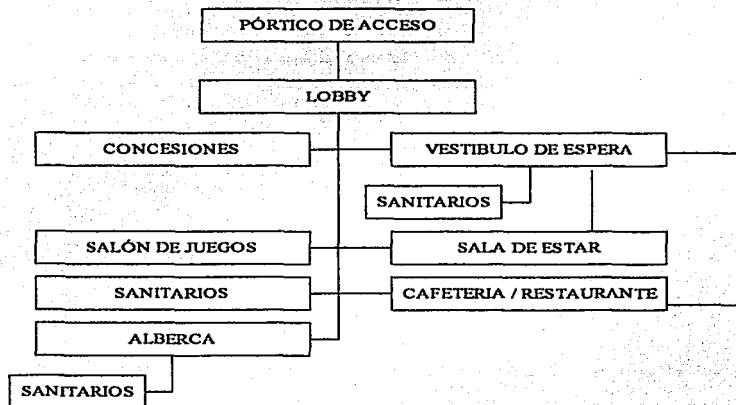 PÓRTICO DE ACCESO
LOBBY
CONCESIONES
VESTIBULO DE ESPERA
SANITARIOS
SALÓN DE JUEGOS
SALA DE ESTAR
SANITARIOS
CAFETERIA / RESTAURANTE
ALBERCA
SANITARIOS